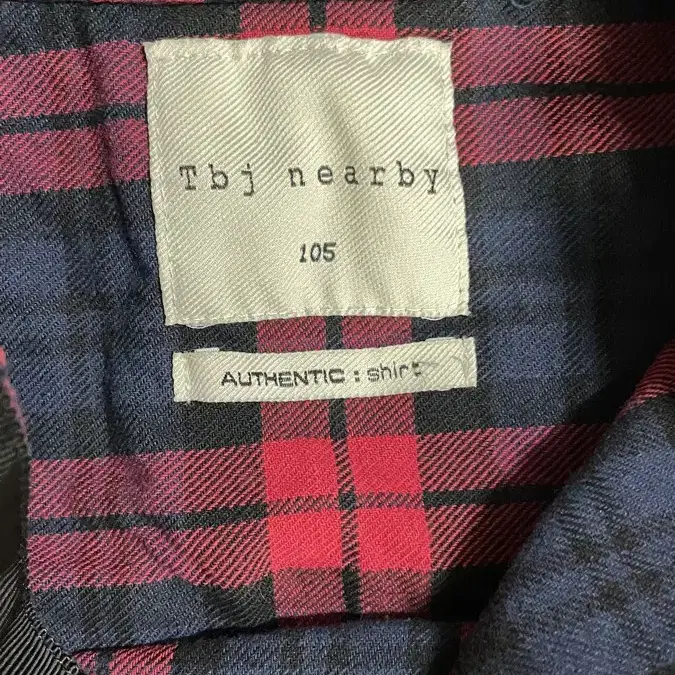 Tbj nearby
105
AUTHENTIC : shirt